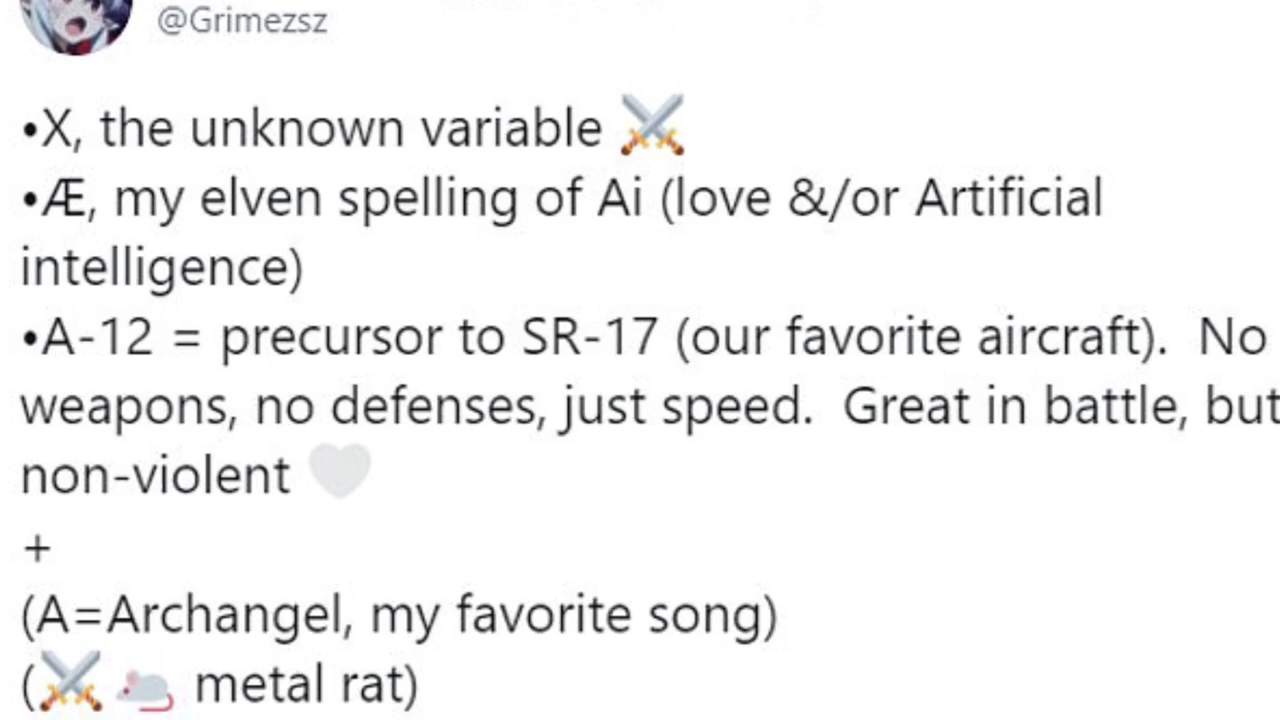 @Grimezsz
•X, the unknown variable ⚔️
•Æ, my elven spelling of Ai (love &/or Artificial
intelligence)
•A-12 = precursor to SR-17 (our favorite aircraft).  No
weapons, no defenses, just speed.  Great in battle, but
non-violent 🤍
+
(A=Archangel, my favorite song)
(⚔️🐁 metal rat)